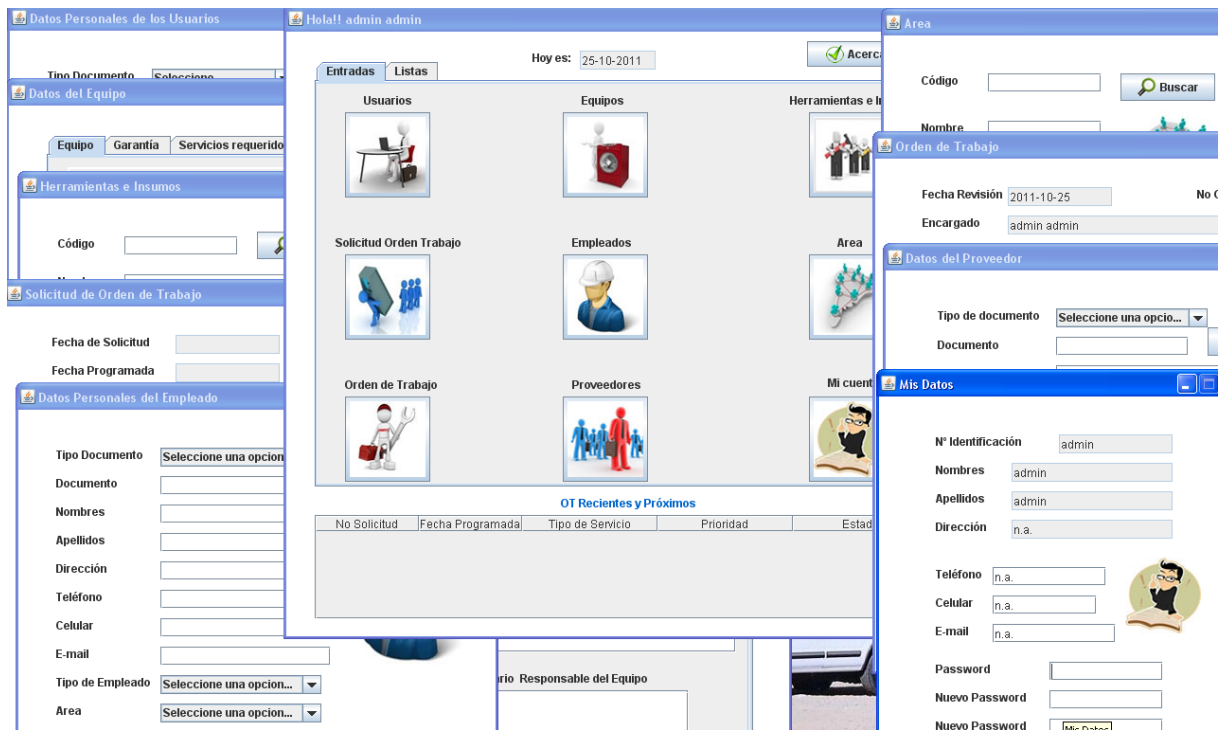 Datos Personales de los Usuarios
Tipo Documento Seleccione
Datos del Equipo
Equipo Garantía Servicios requerido
Herramientas e Insumos
Código
Solicitud de Orden de Trabajo
Fecha de Solicitud
Fecha Programada
Datos Personales del Empleado
Tipo Documento Seleccione una opcion
Documento
Nombres
Apellidos
Dirección
Teléfono
Celular
E-mail
Tipo de Empleado Seleccione una opcion...
Area Seleccione una opcion...
Hola!! admin admin
Hoy es: 25-10-2011 Acerca
Entradas Listas
Usuarios Equipos Herramientas e In
Solicitud Orden Trabajo Empleados Area
Orden de Trabajo Proveedores Mi cuent
OT Recientes y Próximos
No Solicitud Fecha Programada Tipo de Servicio Prioridad Estad
rio Responsable del Equipo
Area
Código Buscar
Nombre
Orden de Trabajo
Fecha Revisión 2011-10-25 No
Encargado admin admin
Datos del Proveedor
Tipo de documento Seleccione una opcio...
Documento
Mis Datos
N° Identificación admin
Nombres admin
Apellidos admin
Dirección n.a.
Teléfono n.a.
Celular n.a.
E-mail n.a.
Password
Nuevo Password
Nuevo Password Mis Datos